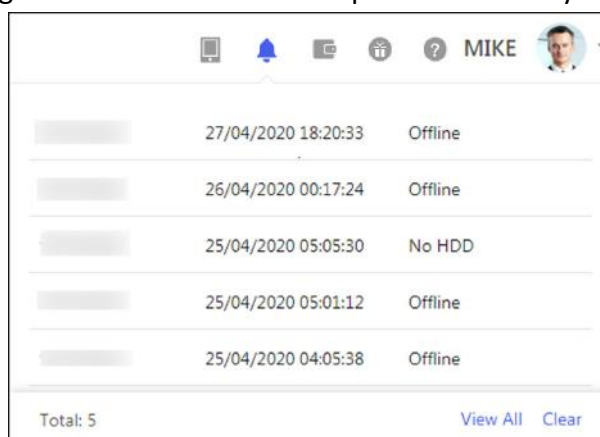 MIKE
27/04/2020 18:20:33 Offline
26/04/2020 00:17:24 Offline
25/04/2020 05:05:30 No HDD
25/04/2020 05:01:12 Offline
25/04/2020 04:05:38 Offline
Total: 5 View All Clear